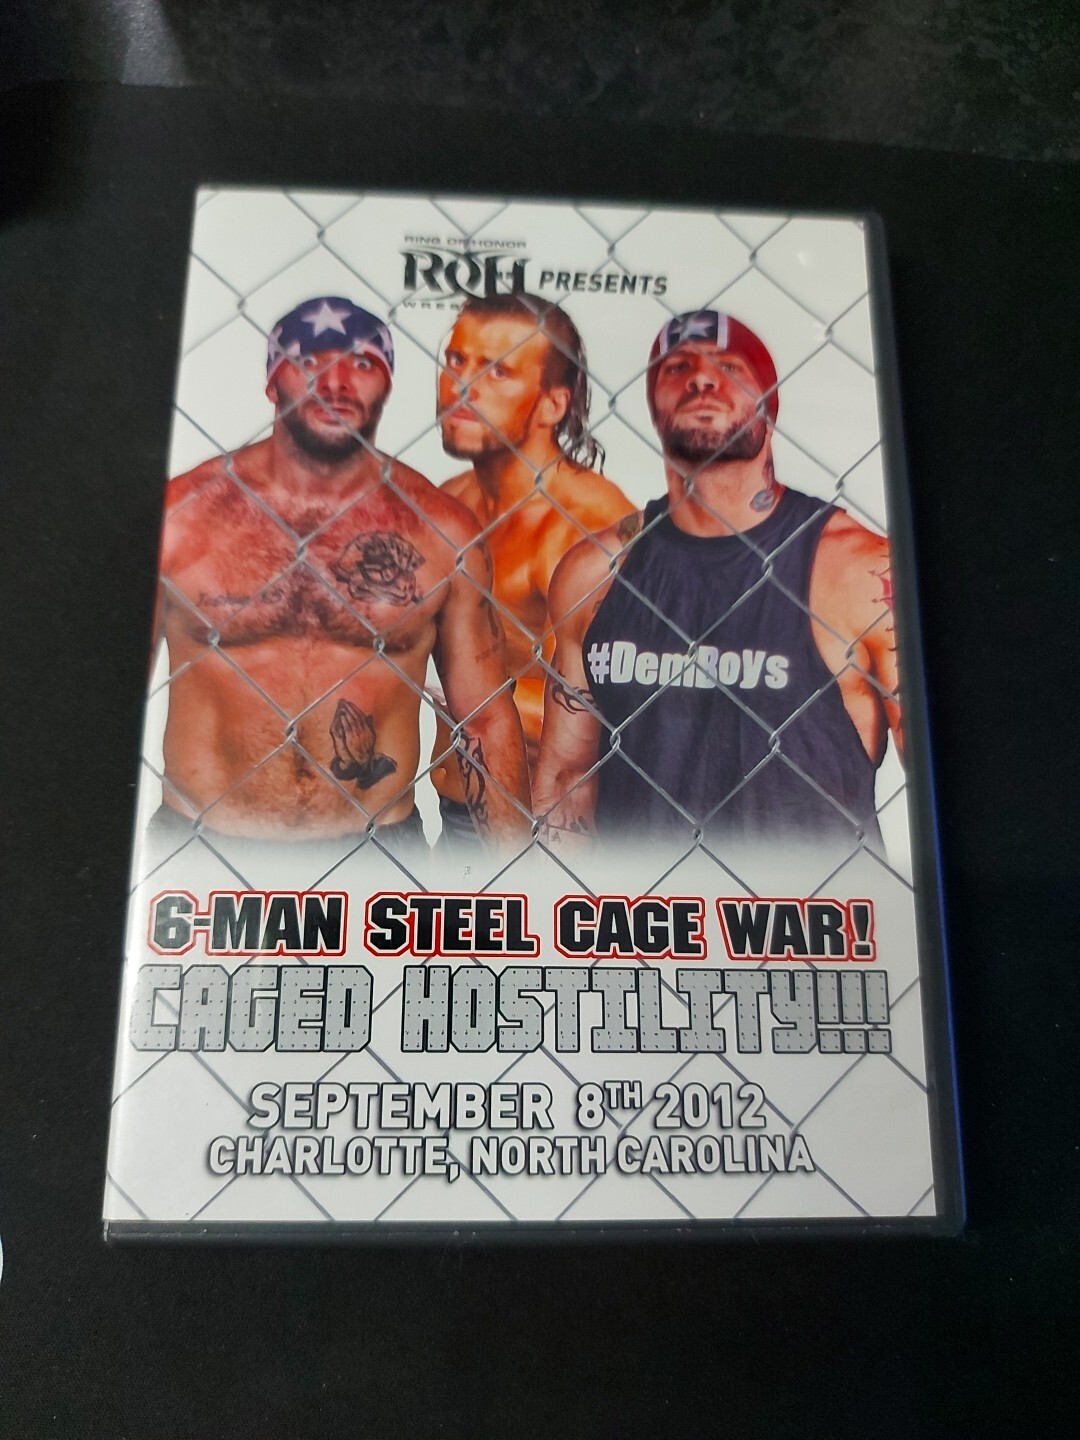 RING OF HONOR
ROH PRESENTS
WRES
#DemBoys
6-MAN STEEL CAGE WAR!
CAGED HOSTILITY!!!
SEPTEMBER 8TH 2012
CHARLOTTE, NORTH CAROLINA